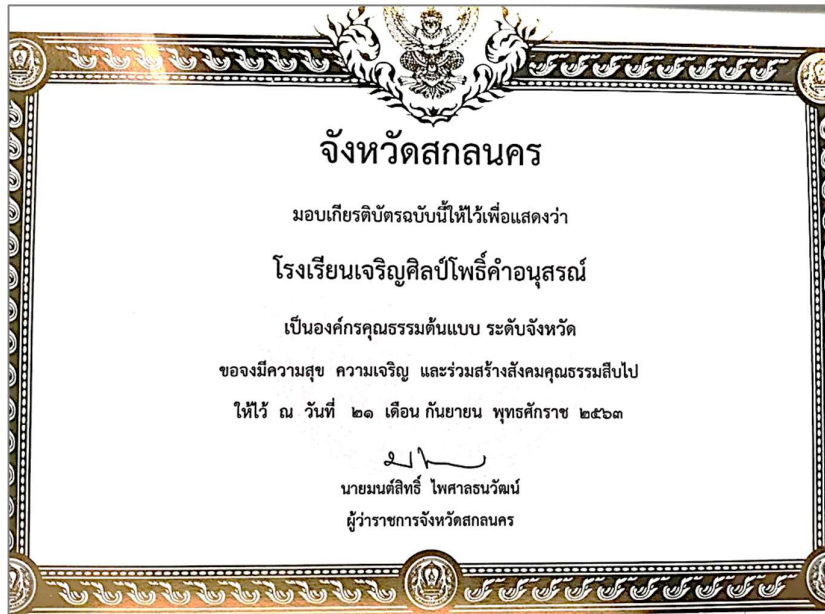 จังหวัดสกลนคร
มอบเกียรติบัตรฉบับนี้ให้ไว้เพื่อแสดงว่า
โรงเรียนเจริญศิลป์โพธิ์คำอนุสรณ์
เป็นองค์กรคุณธรรมต้นแบบ ระดับจังหวัด
ขอจงมีความสุข ความเจริญ และร่วมสร้างสังคมคุณธรรมสืบไป
ให้ไว้ ณ วันที่ ๒๑ เดือน กันยายน พุทธศักราช ๒๕๖๓
นายมนต์สิทธิ์ ไพศาลธนวัฒน์
ผู้ว่าราชการจังหวัดสกลนคร